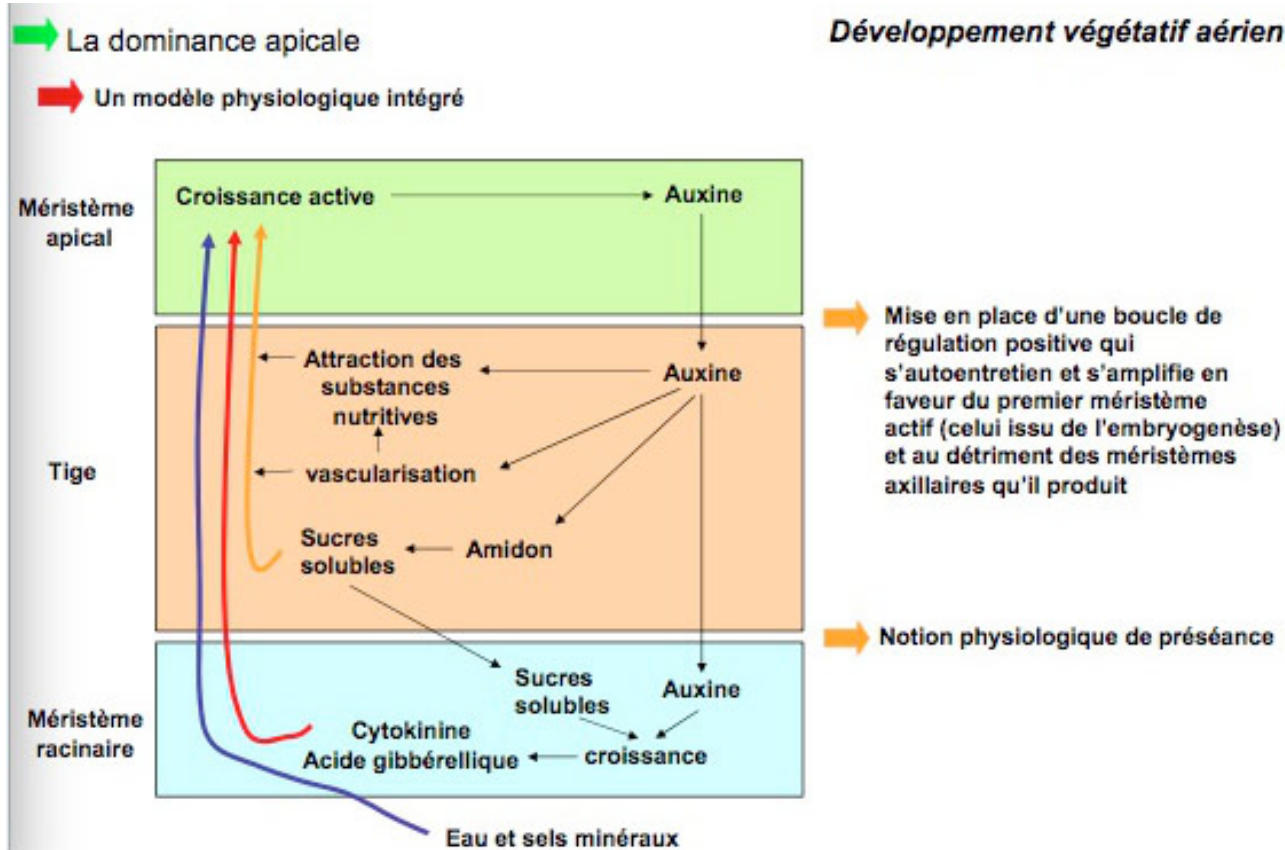 La dominance apicale
Développement végétatif aérien
Un modèle physiologique intégré
Méristème
apical
Croissance active
Auxine
Tige
Attraction des
substances
nutritives
Auxine
vascularisation
Sucres
solubles
Amidon
Méristème
racinaire
Sucres
solubles
Auxine
Cytokinine
Acide gibbérellique
croissance
Eau et sels minéraux
Mise en place d'une boucle de
régulation positive qui
s'autoentretien et s'amplifie en
faveur du premier méristème
actif (celui issu de l'embryogenèse)
et au détriment des méristèmes
axillaires qu'il produit
Notion physiologique de préséance